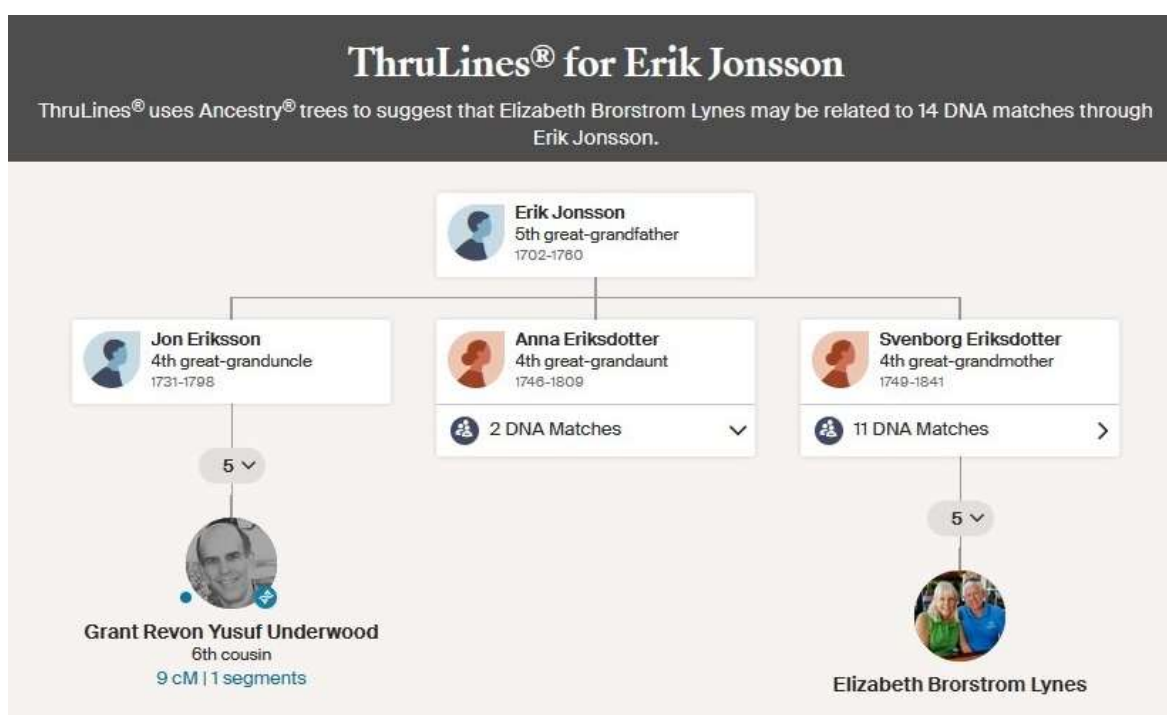 ThruLines® for Erik Jonsson
ThruLines® uses Ancestry® trees to suggest that Elizabeth Brorstrom Lynes may be related to 14 DNA matches through
Erik Jonsson.
Erik Jonsson
5th great-grandfather
1702-1760
Jon Eriksson
4th great-granduncle
1731-1798
Anna Eriksdotter
4th great-grandaunt
1746-1809
2 DNA Matches
Svenborg Eriksdotter
4th great-grandmother
1749-1841
11 DNA Matches
5
Grant Revon Yusuf Underwood
6th cousin
9 cM | 1 segments
5
Elizabeth Brorstrom Lynes